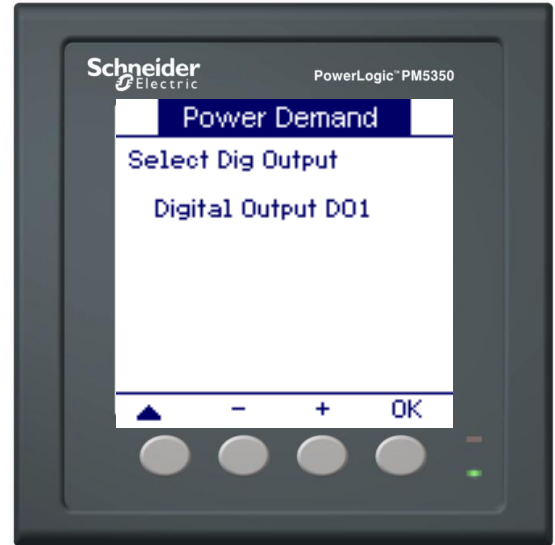 Schneider
Electric
PowerLogic™ PM5350
Power Demand
Select Dig Output
Digital Output DO1
- + OK